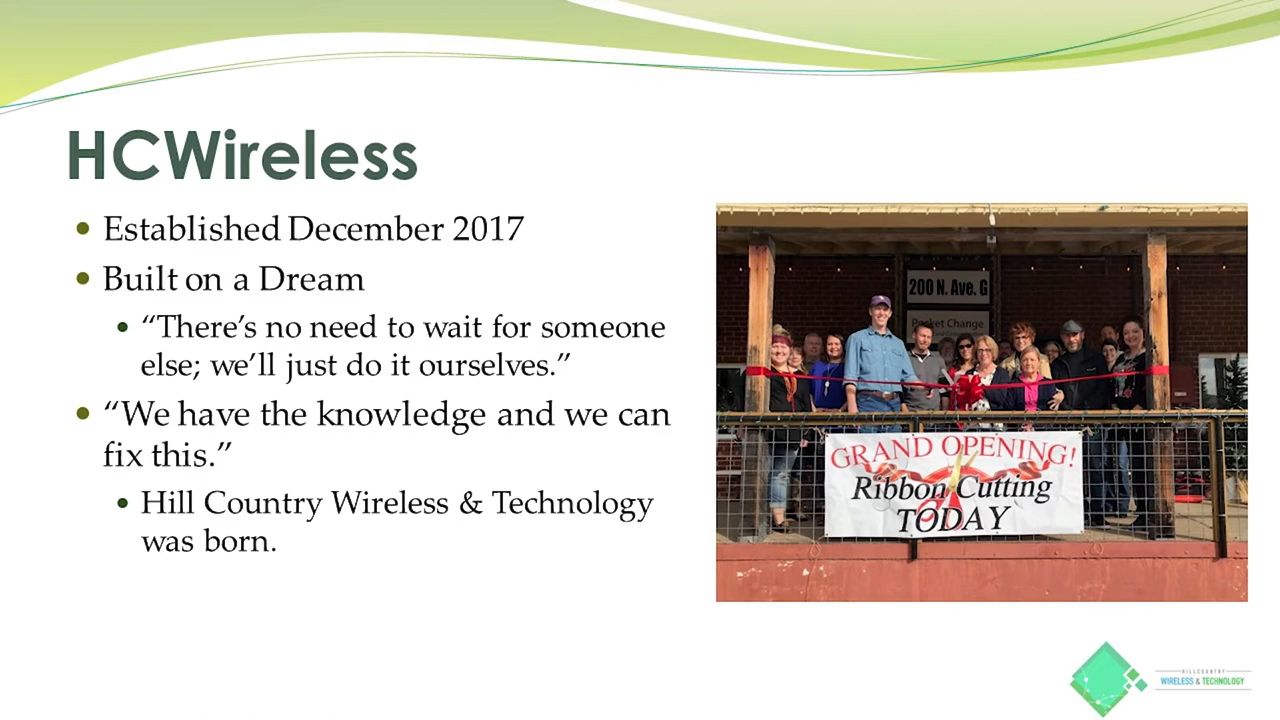 HCWireless
Established December 2017
Built on a Dream
“There’s no need to wait for someone
else; we’ll just do it ourselves.”
“We have the knowledge and we can
fix this.”
Hill Country Wireless & Technology
was born.
200 N. Ave. G
Pocket Change
GRAND OPENING!
Ribbon Cutting
TODAY
HILL COUNTRY
WIRELESS & TECHNOLOGY